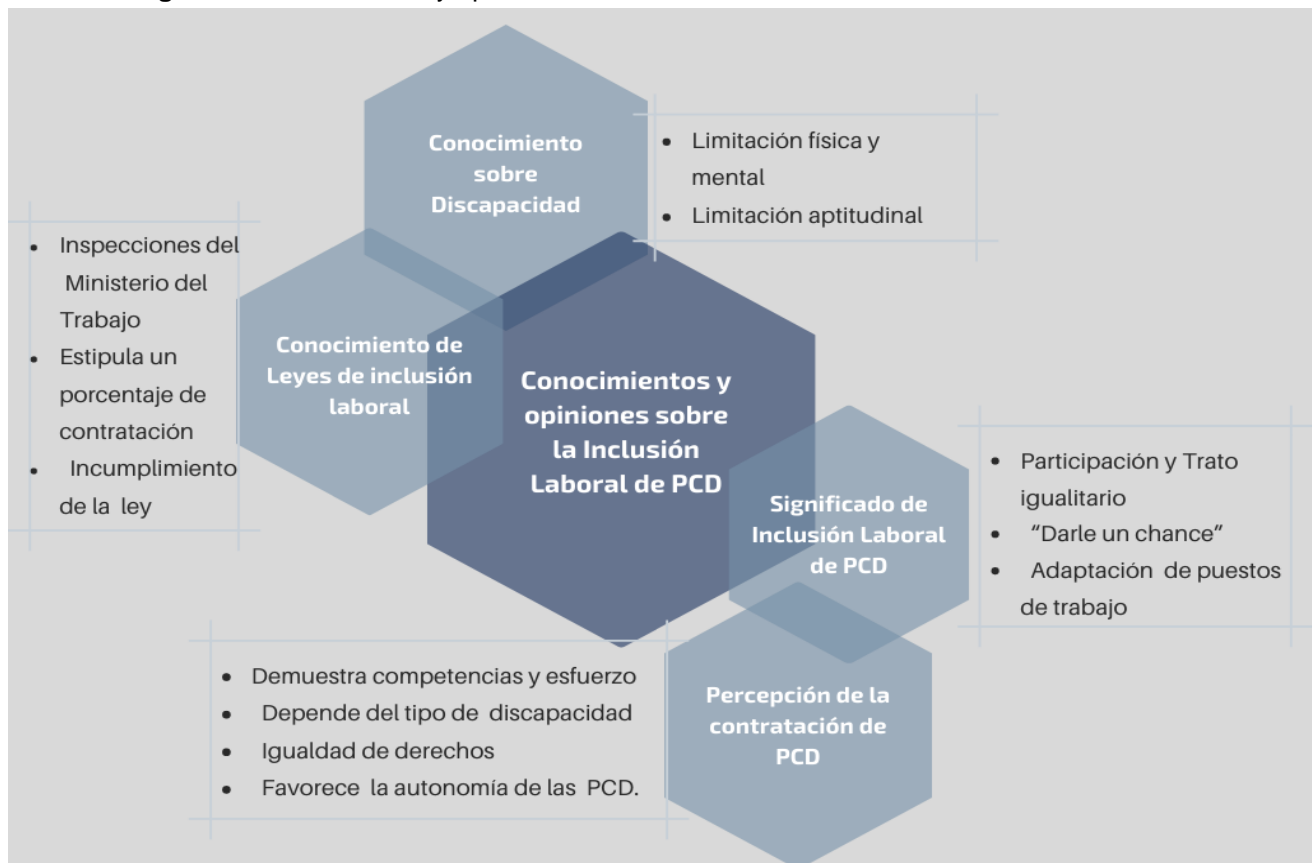 Conocimiento
sobre
Discapacidad
• Limitación física y
mental
• Limitación aptitudinal
• Inspecciones del
Ministerio del
Trabajo
• Estipula un
porcentaje de
contratación
• Incumplimiento
de la ley
Conocimiento de
Leyes de inclusión
laboral
Conocimientos y
opiniones sobre
la Inclusión
Laboral de PCD
Significado de
Inclusión Laboral
de PCD
• Participación y Trato
igualitario
• “Darle un chance”
• Adaptación de puestos
de trabajo
• Demuestra competencias y esfuerzo
• Depende del tipo de discapacidad
• Igualdad de derechos
• Favorece la autonomía de las PCD.
Percepción de la
contratación de
PCD